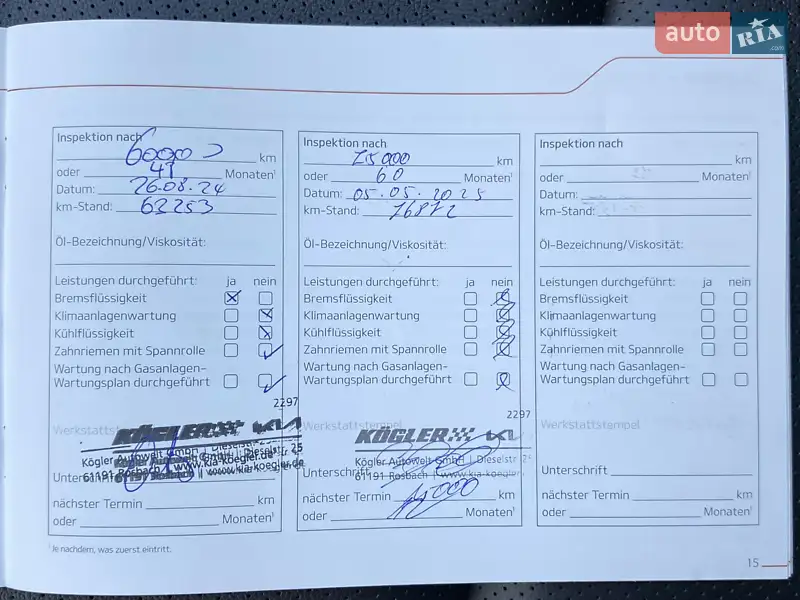 auto RIA.com
Inspektion nach
60000 km
oder 41 Monaten¹
Datum: 26.08.24
km-Stand: 63253
Öl-Bezeichnung/Viskosität:
Leistungen durchgeführt: ja nein
Bremsflüssigkeit
Klimaanlagenwartung
Kühlflüssigkeit
Zahnriemen mit Spannrolle
Wartung nach Gasanlagen-
Wartungsplan durchgeführt
2297
Werkstattstempel
KÖGLER KIA
Kögler Autowelt GmbH | Dieselstr. 25
61191 Rosbach | www.kia-koegler.de
Unterschrift
nächster Termin km
oder Monaten¹
Inspektion nach
75000 km
oder 60 Monaten¹
Datum: 05.05.2025
km-Stand: 76872
Öl-Bezeichnung/Viskosität:
Leistungen durchgeführt: ja nein
Bremsflüssigkeit
Klimaanlagenwartung
Kühlflüssigkeit
Zahnriemen mit Spannrolle
Wartung nach Gasanlagen-
Wartungsplan durchgeführt
2297
Werkstattstempel
KÖGLER KIA
Kögler Autowelt GmbH | Dieselstr. 25
61191 Rosbach | www.kia-koegler.de
Unterschrift
nächster Termin km
oder Monaten¹
Inspektion nach
km
oder Monaten¹
Datum:
km-Stand:
Öl-Bezeichnung/Viskosität:
Leistungen durchgeführt: ja nein
Bremsflüssigkeit
Klimaanlagenwartung
Kühlflüssigkeit
Zahnriemen mit Spannrolle
Wartung nach Gasanlagen-
Wartungsplan durchgeführt
Werkstattstempel
Unterschrift
nächster Termin km
oder Monaten¹
¹ Je nachdem, was zuerst eintritt.
15